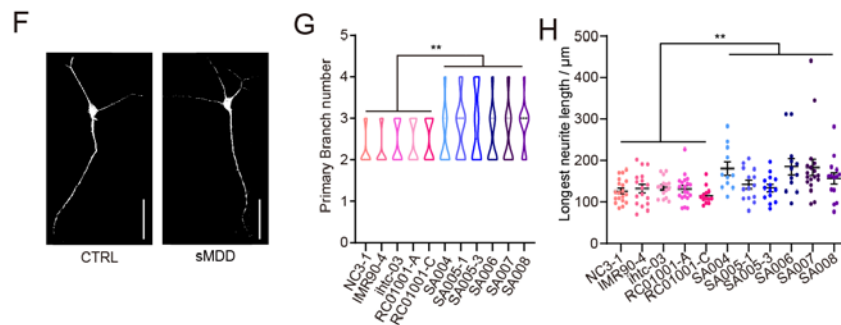 F
CTRL
sMDD
G
Primary Branch number
5
4
3
2
1
0
**
NC3-1
IMR90-4
ihtc-03
RC01001-A
RC01001-C
SA004
SA005-1
SA005-3
SA006
SA007
SA008
H
Longest neurite length / μm
500
400
300
200
100
0
**
NC3-1
IMR90-4
ihtc-03
RC01001-A
RC01001-C
SA004
SA005-1
SA005-3
SA006
SA007
SA008